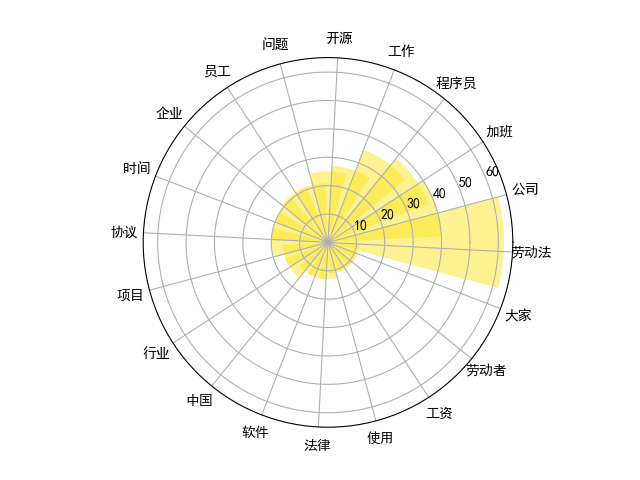 开源
问题
工作
员工
程序员
企业
加班
时间
60
50
公司
40
30
20
10
协议
劳动法
项目
大家
行业
劳动者
中国
工资
软件
使用
法律